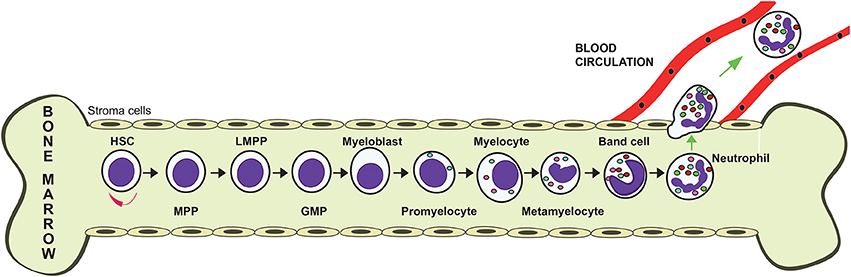 BLOOD
CIRCULATION
BONE MARROW
Stroma cells
HSC
LMPP
Myeloblast
Myelocyte
Band cell
Neutrophil
MPP
GMP
Promyelocyte
Metamyelocyte